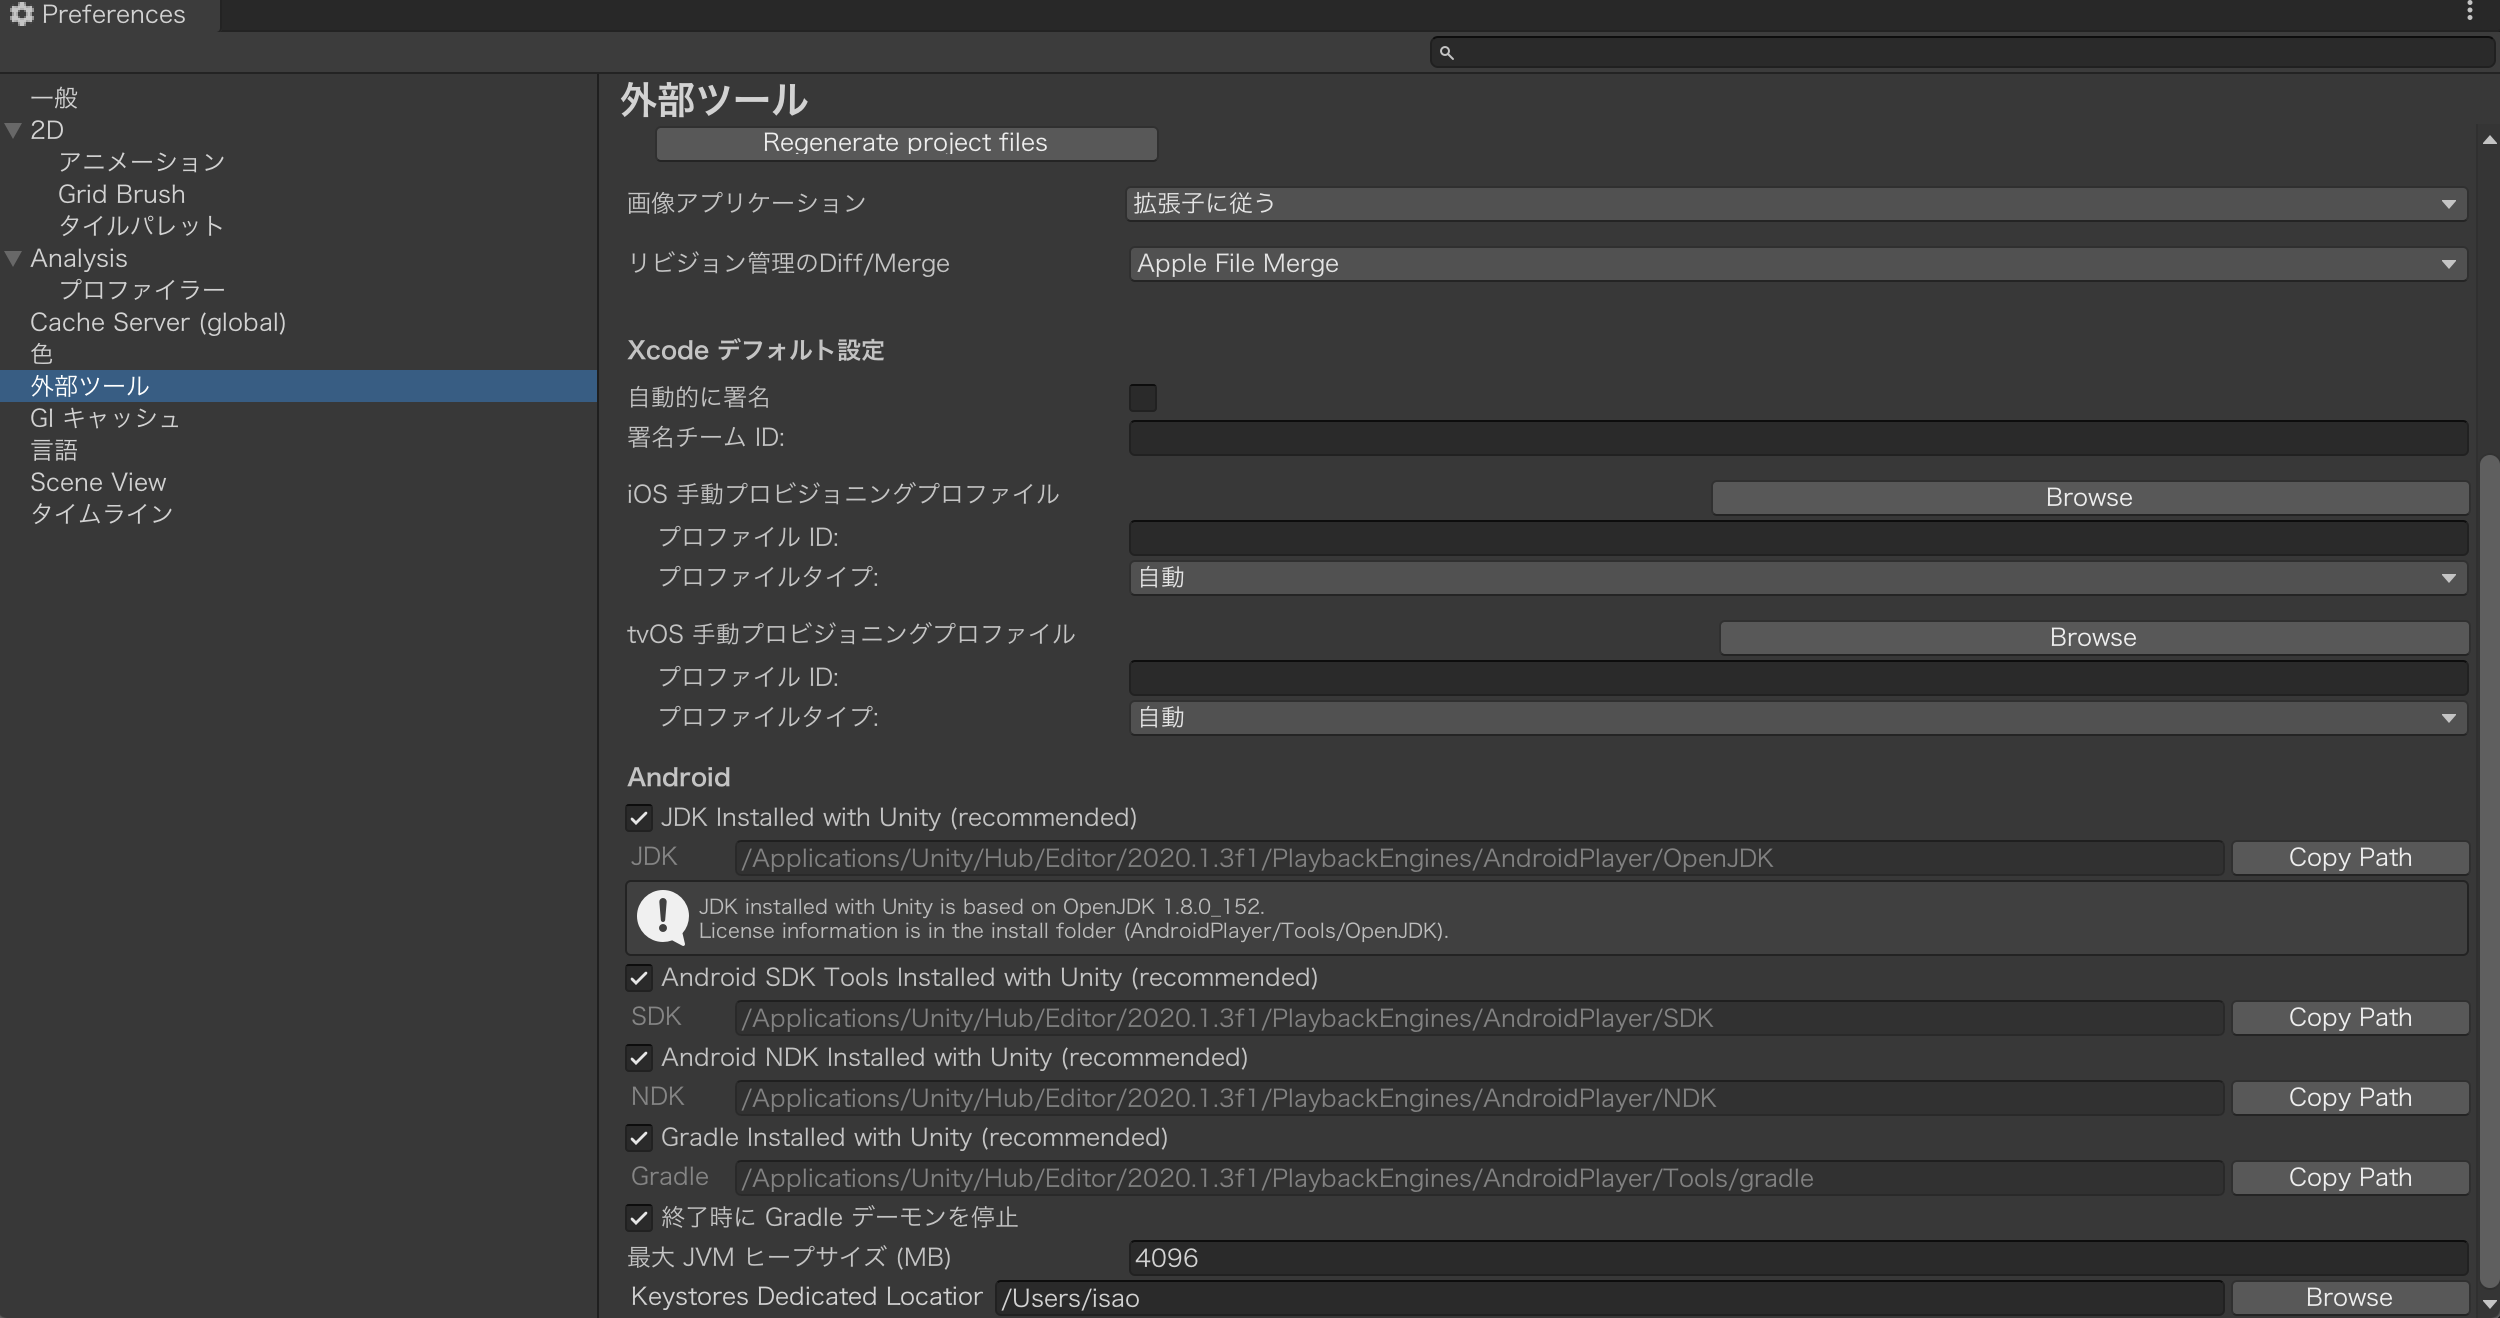 Preferences
一般
2D
アニメーション
Grid Brush
タイルパレット
Analysis
プロファイラー
Cache Server (global)
色
外部ツール
GI キャッシュ
言語
Scene View
タイムライン
外部ツール
Regenerate project files
画像アプリケーション 拡張子に従う
リビジョン管理のDiff/Merge Apple File Merge
Xcode デフォルト設定
自動的に署名
署名チーム ID:
iOS 手動プロビジョニングプロファイル Browse
プロファイル ID:
プロファイルタイプ: 自動
tvOS 手動プロビジョニングプロファイル Browse
プロファイル ID:
プロファイルタイプ: 自動
Android
JDK Installed with Unity (recommended)
JDK /Applications/Unity/Hub/Editor/2020.1.3f1/PlaybackEngines/AndroidPlayer/OpenJDK Copy Path
JDK installed with Unity is based on OpenJDK 1.8.0_152.
License information is in the install folder (AndroidPlayer/Tools/OpenJDK).
Android SDK Tools Installed with Unity (recommended)
SDK /Applications/Unity/Hub/Editor/2020.1.3f1/PlaybackEngines/AndroidPlayer/SDK Copy Path
Android NDK Installed with Unity (recommended)
NDK /Applications/Unity/Hub/Editor/2020.1.3f1/PlaybackEngines/AndroidPlayer/NDK Copy Path
Gradle Installed with Unity (recommended)
Gradle /Applications/Unity/Hub/Editor/2020.1.3f1/PlaybackEngines/AndroidPlayer/Tools/gradle Copy Path
終了時に Gradle デーモンを停止
最大 JVM ヒープサイズ (MB) 4096
Keystores Dedicated Locatior /Users/isao Browse